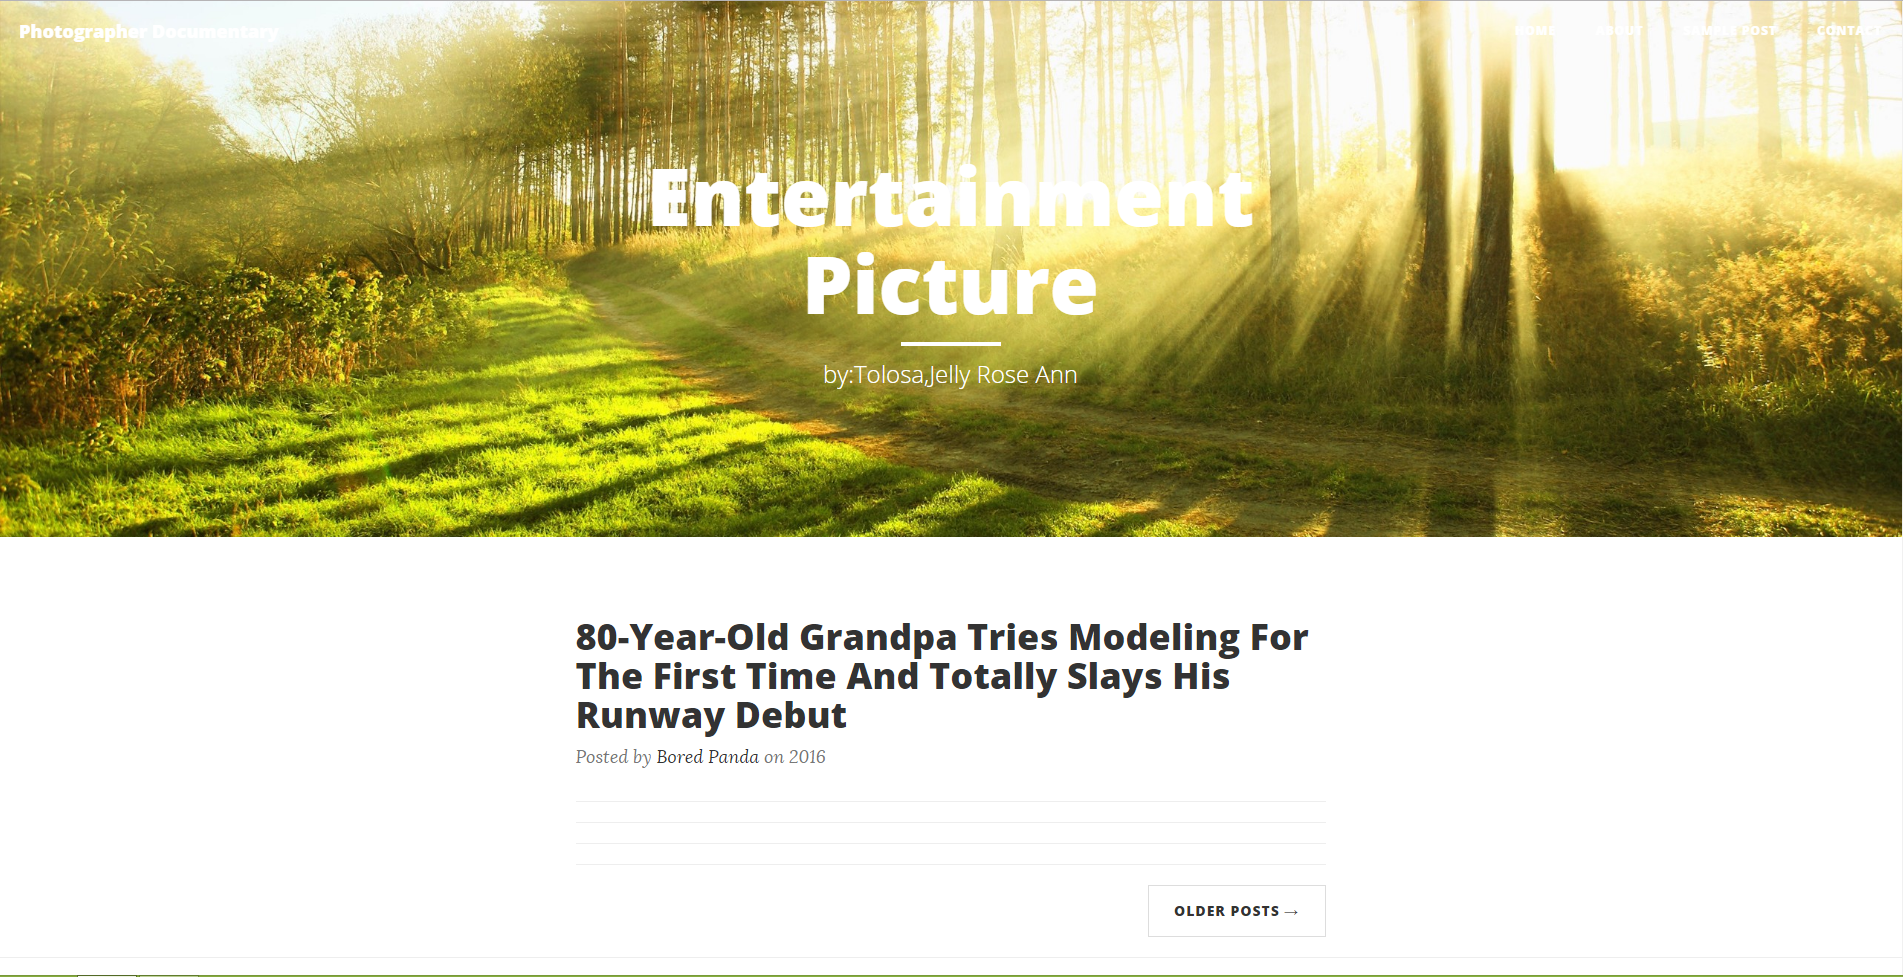 Photographer Documentary
HOME ABOUT SAMPLE POST CONTACT
Entertainment
Picture
by:Tolosa,Jelly Rose Ann
80-Year-Old Grandpa Tries Modeling For
The First Time And Totally Slays His
Runway Debut
Posted by Bored Panda on 2016
OLDER POSTS →